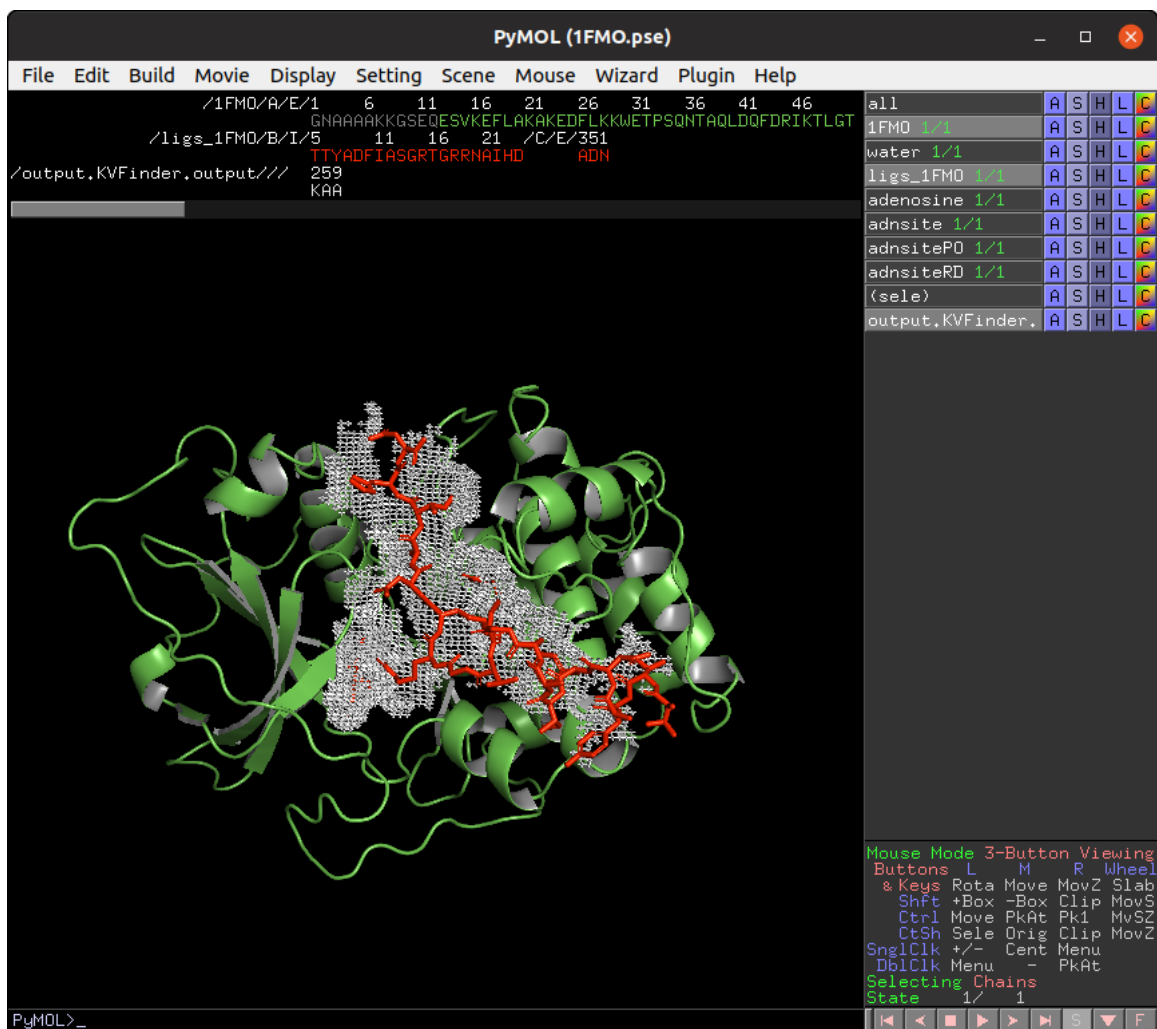 PyMOL (1FMO.pse)
File Edit Build Movie Display Setting Scene Mouse Wizard Plugin Help
/1FMO/A/E/1 6 11 16 21 26 31 36 41 46
GNAAAAKKGSEQESVKEFLAKAKEDFLKKWETPSQNTAQLDQFDRIKTLGT
/ligs_1FMO/B/I/5 11 16 21 /C/E/351
TTYADFIASGRTGRRNAIHD ADN
/output.KVFinder.output/// 259
KAA
all A S H L C
1FMO 1/1 A S H L C
water 1/1 A S H L C
ligs_1FMO 1/1 A S H L C
adenosine 1/1 A S H L C
adnsite 1/1 A S H L C
adnsitePO 1/1 A S H L C
adnsiteRD 1/1 A S H L C
(sele) A S H L C
output.KVFinder. A S H L C
Mouse Mode 3-Button Viewing
Buttons L M R Wheel
& Keys Rota Move MovZ Slab
Shft +Box -Box Clip MovS
Ctrl Move PkAt Pk1 MvSZ
CtSh Sele Orig Clip MovZ
SnglClk +/- Cent Menu
DblClk Menu - PkAt
Selecting Chains
State 1/ 1
PyMOL>_
S F